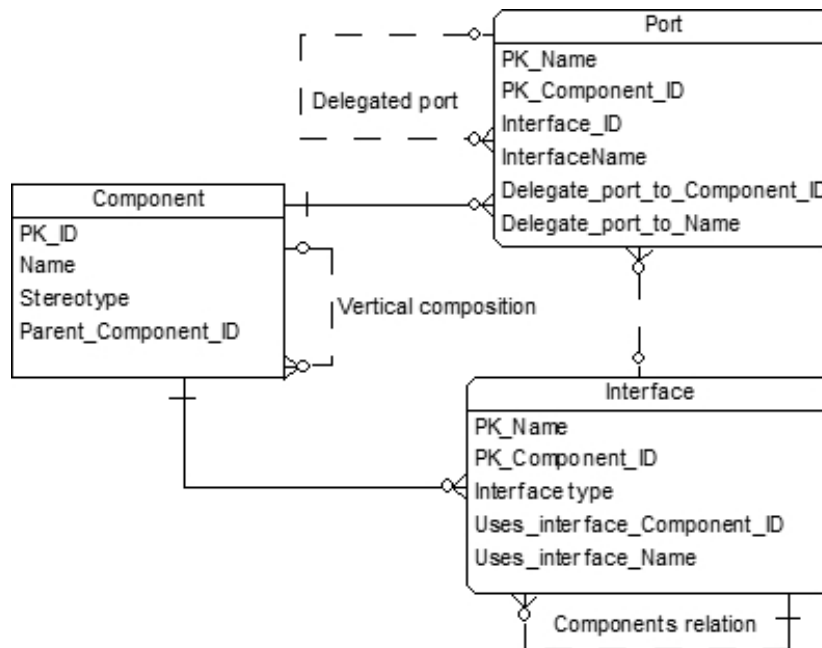 Port
PK_Name
PK_Component_ID
Interface_ID
InterfaceName
Delegate_port_to_Component_ID
Delegate_port_to_Name
Delegated port
Component
PK_ID
Name
Stereotype
Parent_Component_ID
Vertical composition
Interface
PK_Name
PK_Component_ID
Interface type
Uses_interface_Component_ID
Uses_interface_Name
Components relation